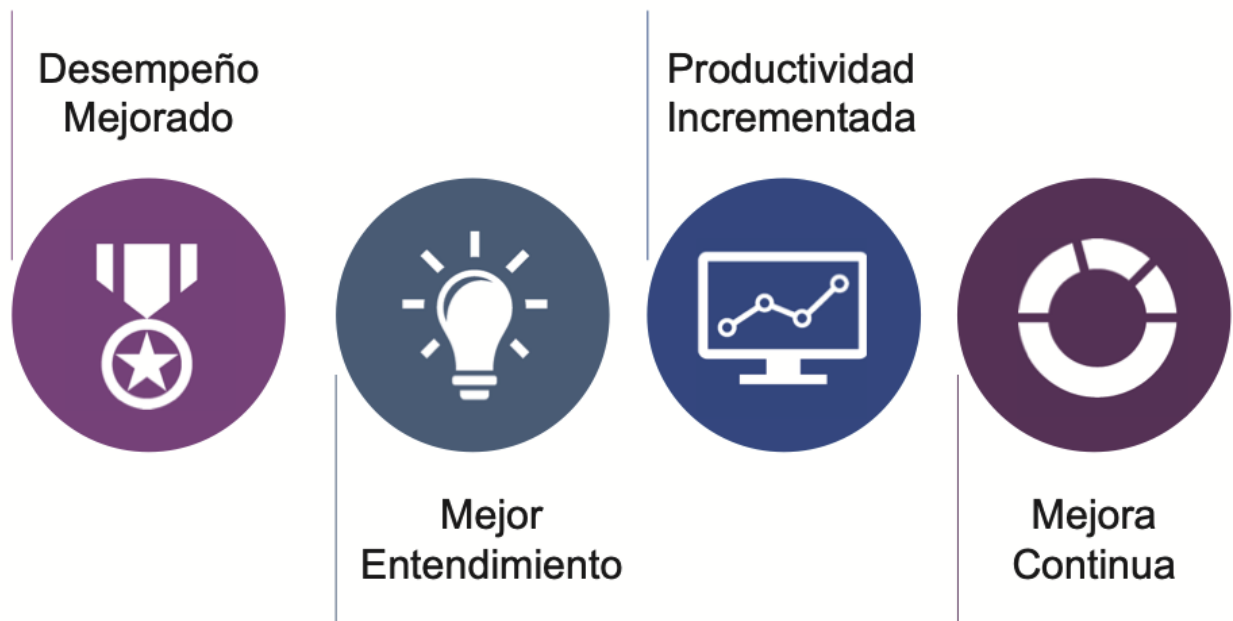 Desempeño
Mejorado
Mejor
Entendimiento
Productividad
Incrementada
Mejora
Continua